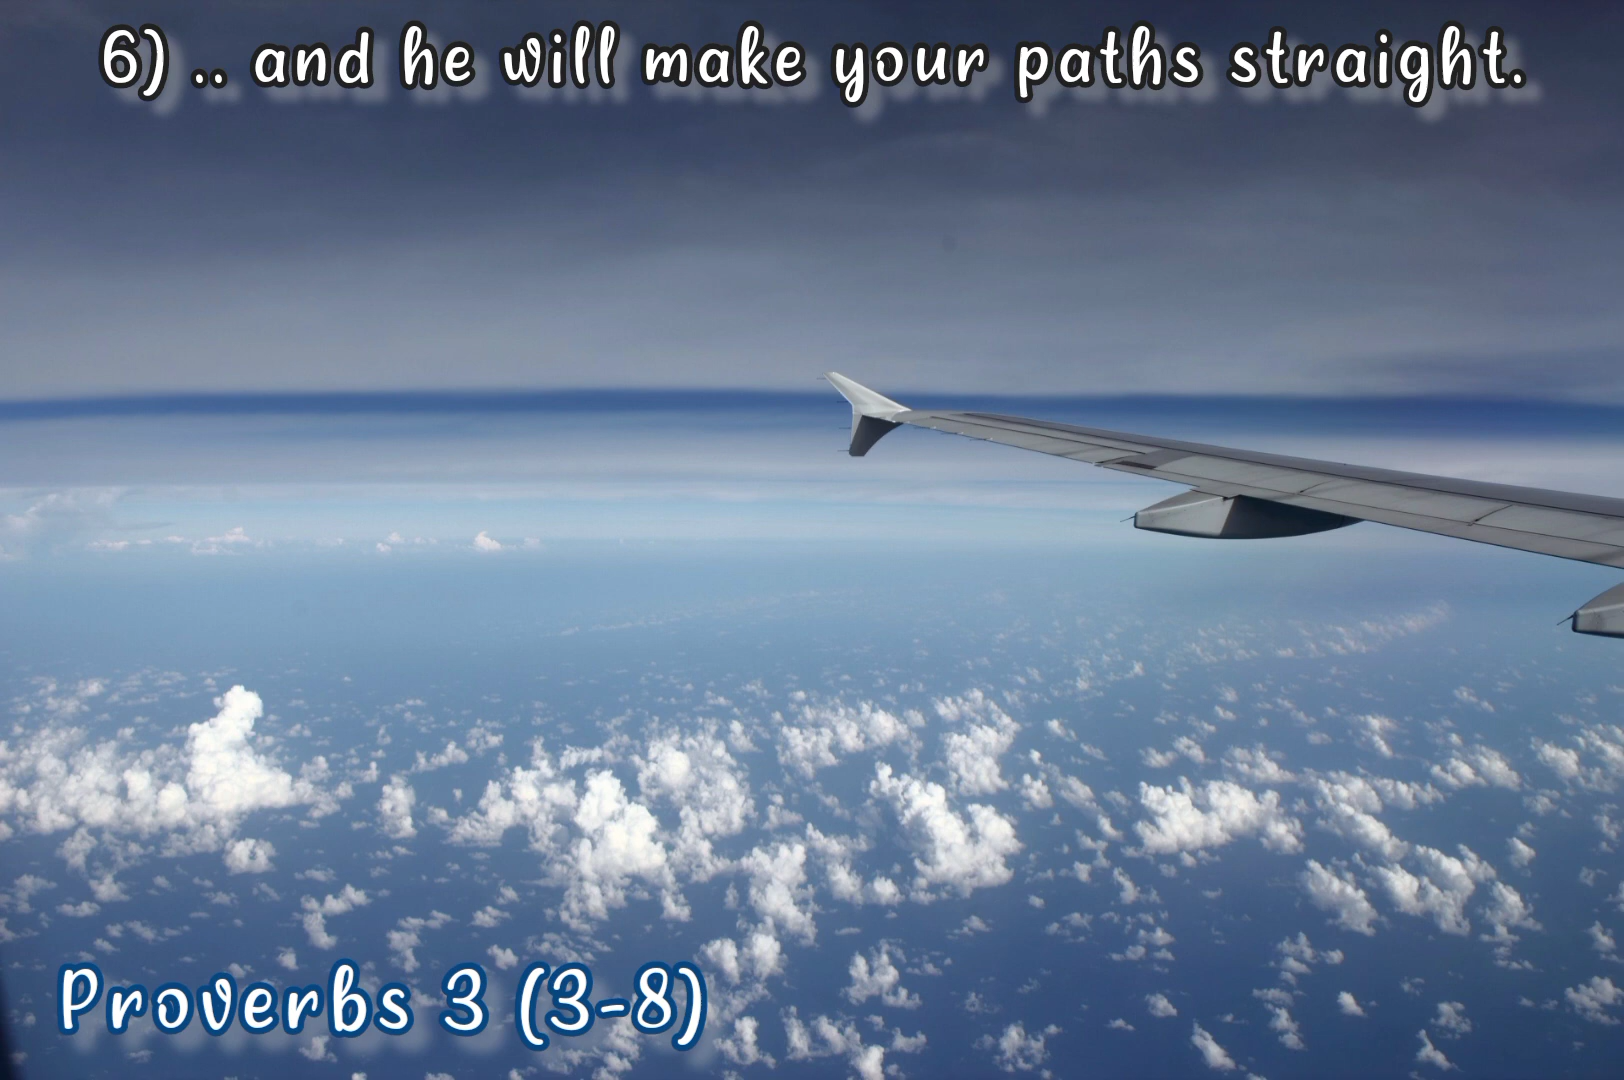 6) .. and he will make your paths straight.
Proverbs 3 (3-8)